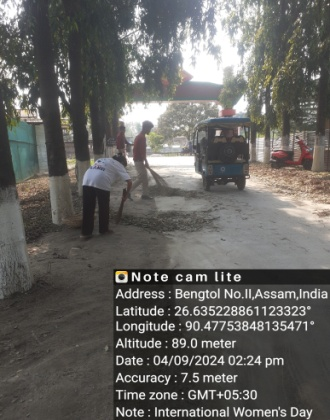 Note cam lite
Address : Bengtol No.II,Assam,India
Latitude : 26.635228861123323°
Longitude : 90.47753848135471°
Altitude : 89.0 meter
Date : 04/09/2024 02:24 pm
Accuracy : 7.5 meter
Time zone : GMT+05:30
Note : International Women's Day